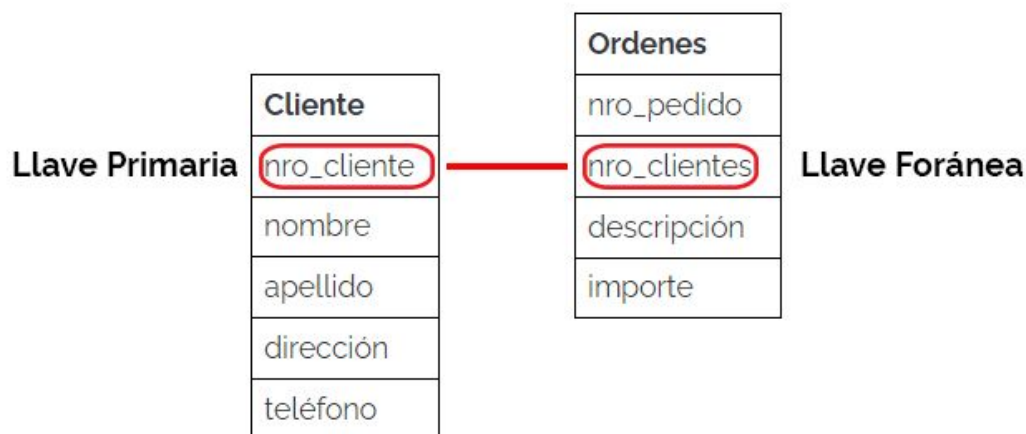 Llave Primaria
Cliente
nro_cliente
nombre
apellido
dirección
teléfono
Ordenes
nro_pedido
nro_clientes
descripción
importe
Llave Foránea